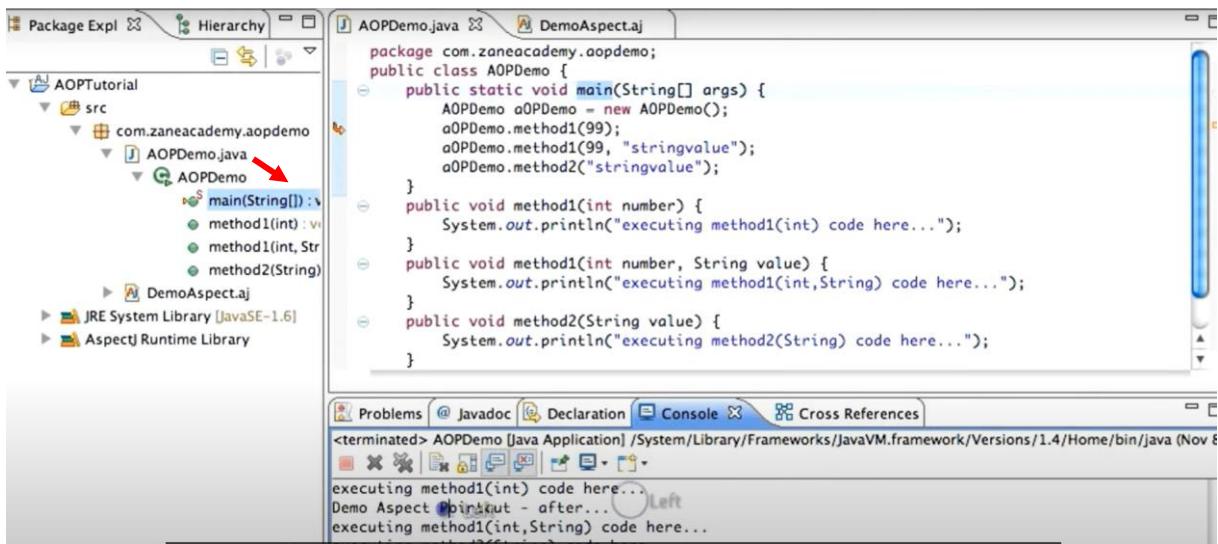 Package Expl
Hierarchy
AOPTutorial
src
com.zaneacademy.aopdemo
AOPDemo.java
AOPDemo
main(String[]) : v
method1(int) : v
method1(int, Str
method2(String)
DemoAspect.aj
JRE System Library [JavaSE-1.6]
AspectJ Runtime Library
AOPDemo.java
DemoAspect.aj
package com.zaneacademy.aopdemo;
public class AOPDemo {
public static void main(String[] args) {
AOPDemo aOPDemo = new AOPDemo();
aOPDemo.method1(99);
aOPDemo.method1(99, "stringvalue");
aOPDemo.method2("stringvalue");
}
public void method1(int number) {
System.out.println("executing method1(int) code here...");
}
public void method1(int number, String value) {
System.out.println("executing method1(int,String) code here...");
}
public void method2(String value) {
System.out.println("executing method2(String) code here...");
}
Problems @ Javadoc Declaration Console Cross References
<terminated> AOPDemo [Java Application] /System/Library/Frameworks/JavaVM.framework/Versions/1.4/Home/bin/java (Nov 8
executing method1(int) code here...
Left
Demo Aspect - after...
executing method1(int,String) code here...